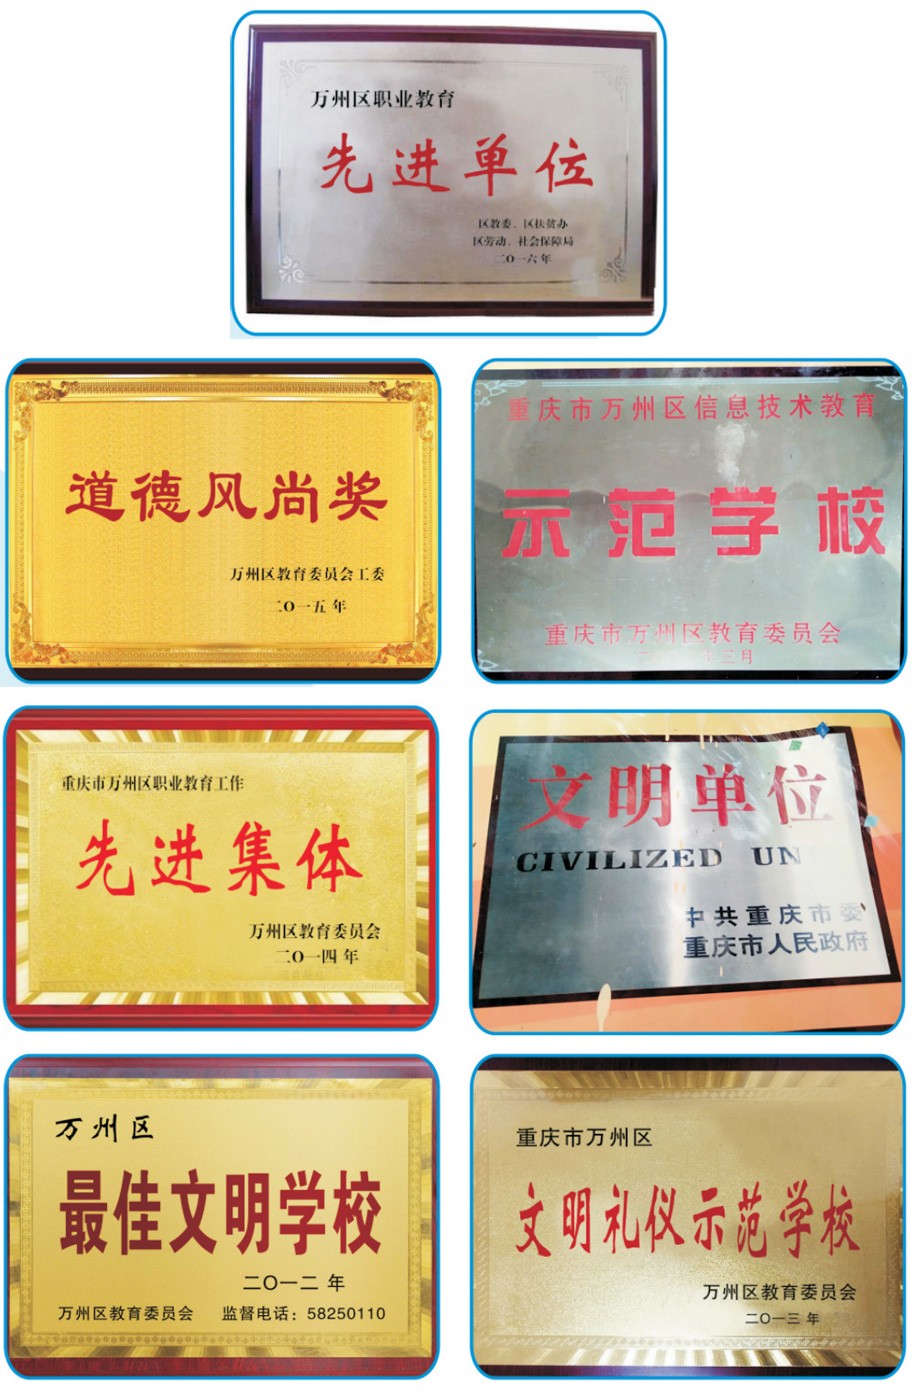 万州区职业教育
先进单位
区教委、区扶贫办
区劳动、社会保障局
二〇一六年
道德风尚奖
万州区教育委员会工委
二〇一五年
重庆市万州区信息技术教育
示范学校
重庆市万州区教育委员会
年三月
重庆市万州区职业教育工作
先进集体
万州区教育委员会
二〇一四年
文明单位
CIVILIZED UN
中共重庆市委
重庆市人民政府
万州区
最佳文明学校
二〇一二年
万州区教育委员会 监督电话：58250110
重庆市万州区
文明礼仪示范学校
万州区教育委员会
二〇一三年